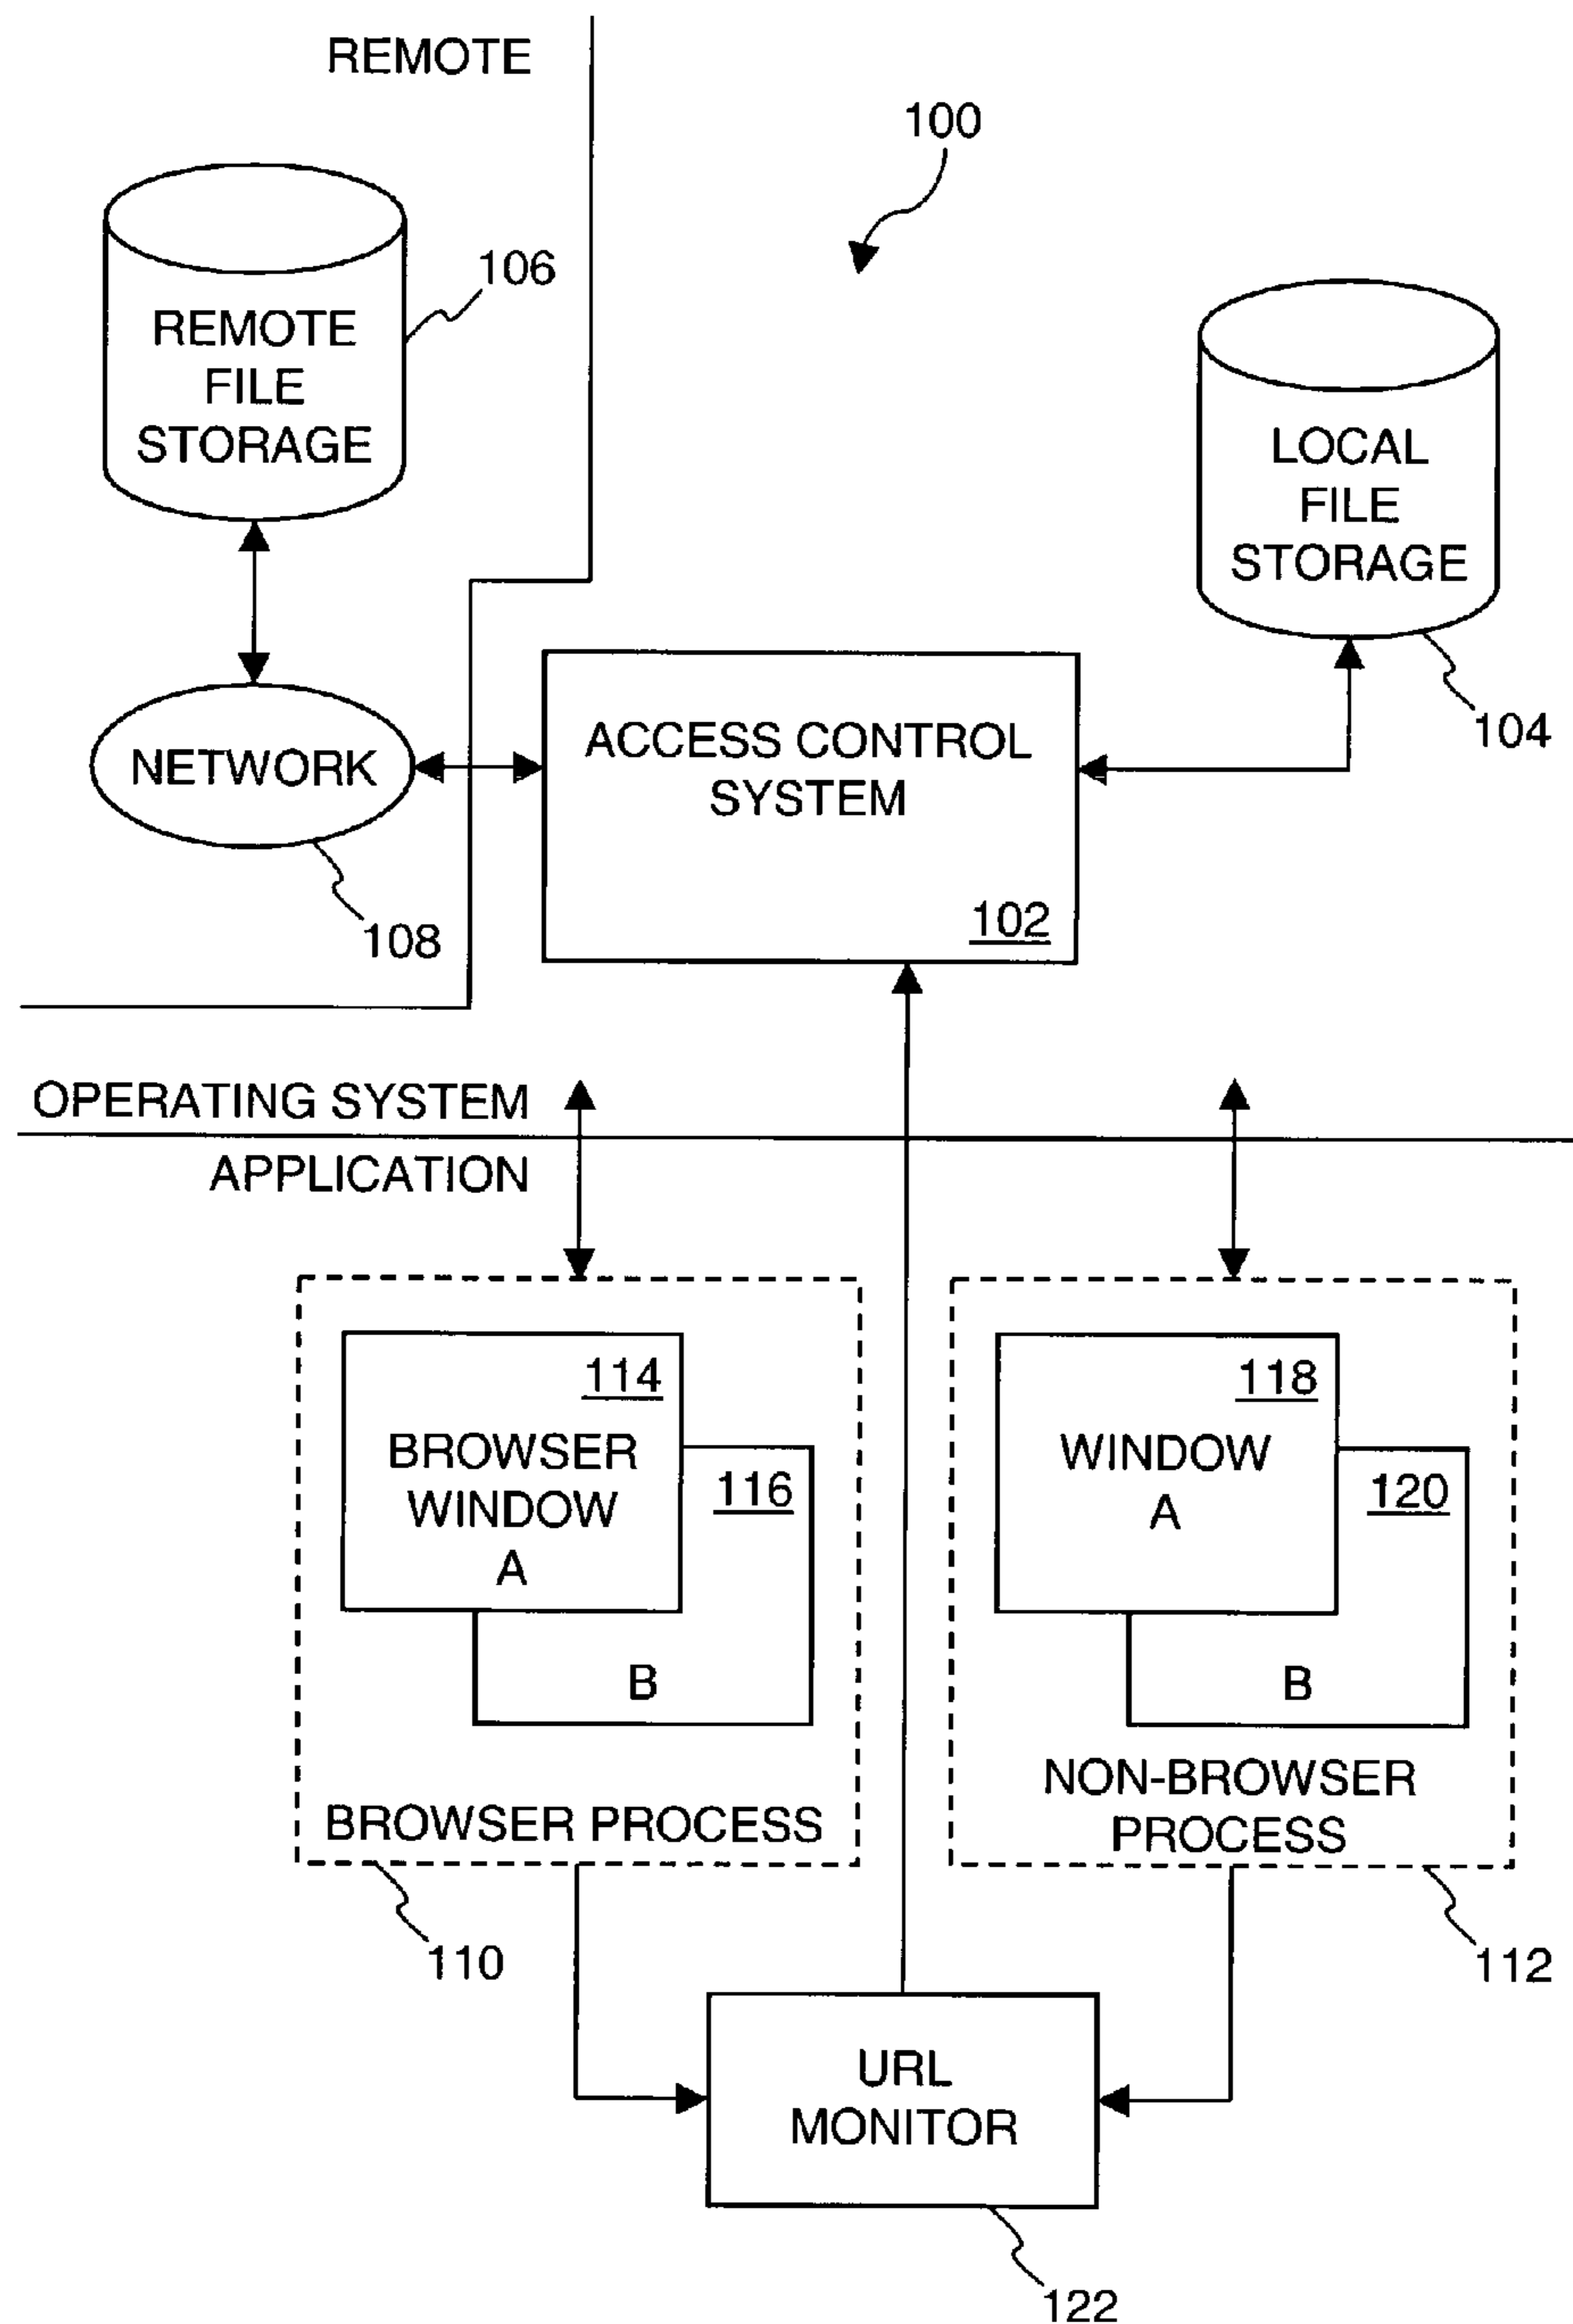 REMOTE
100
106
REMOTE
FILE
STORAGE
LOCAL
FILE
STORAGE
104
NETWORK
ACCESS CONTROL
SYSTEM
102
108
OPERATING SYSTEM
APPLICATION
114
BROWSER
WINDOW
A
116
B
BROWSER PROCESS
110
118
WINDOW
A
120
B
NON-BROWSER
PROCESS
112
URL
MONITOR
122